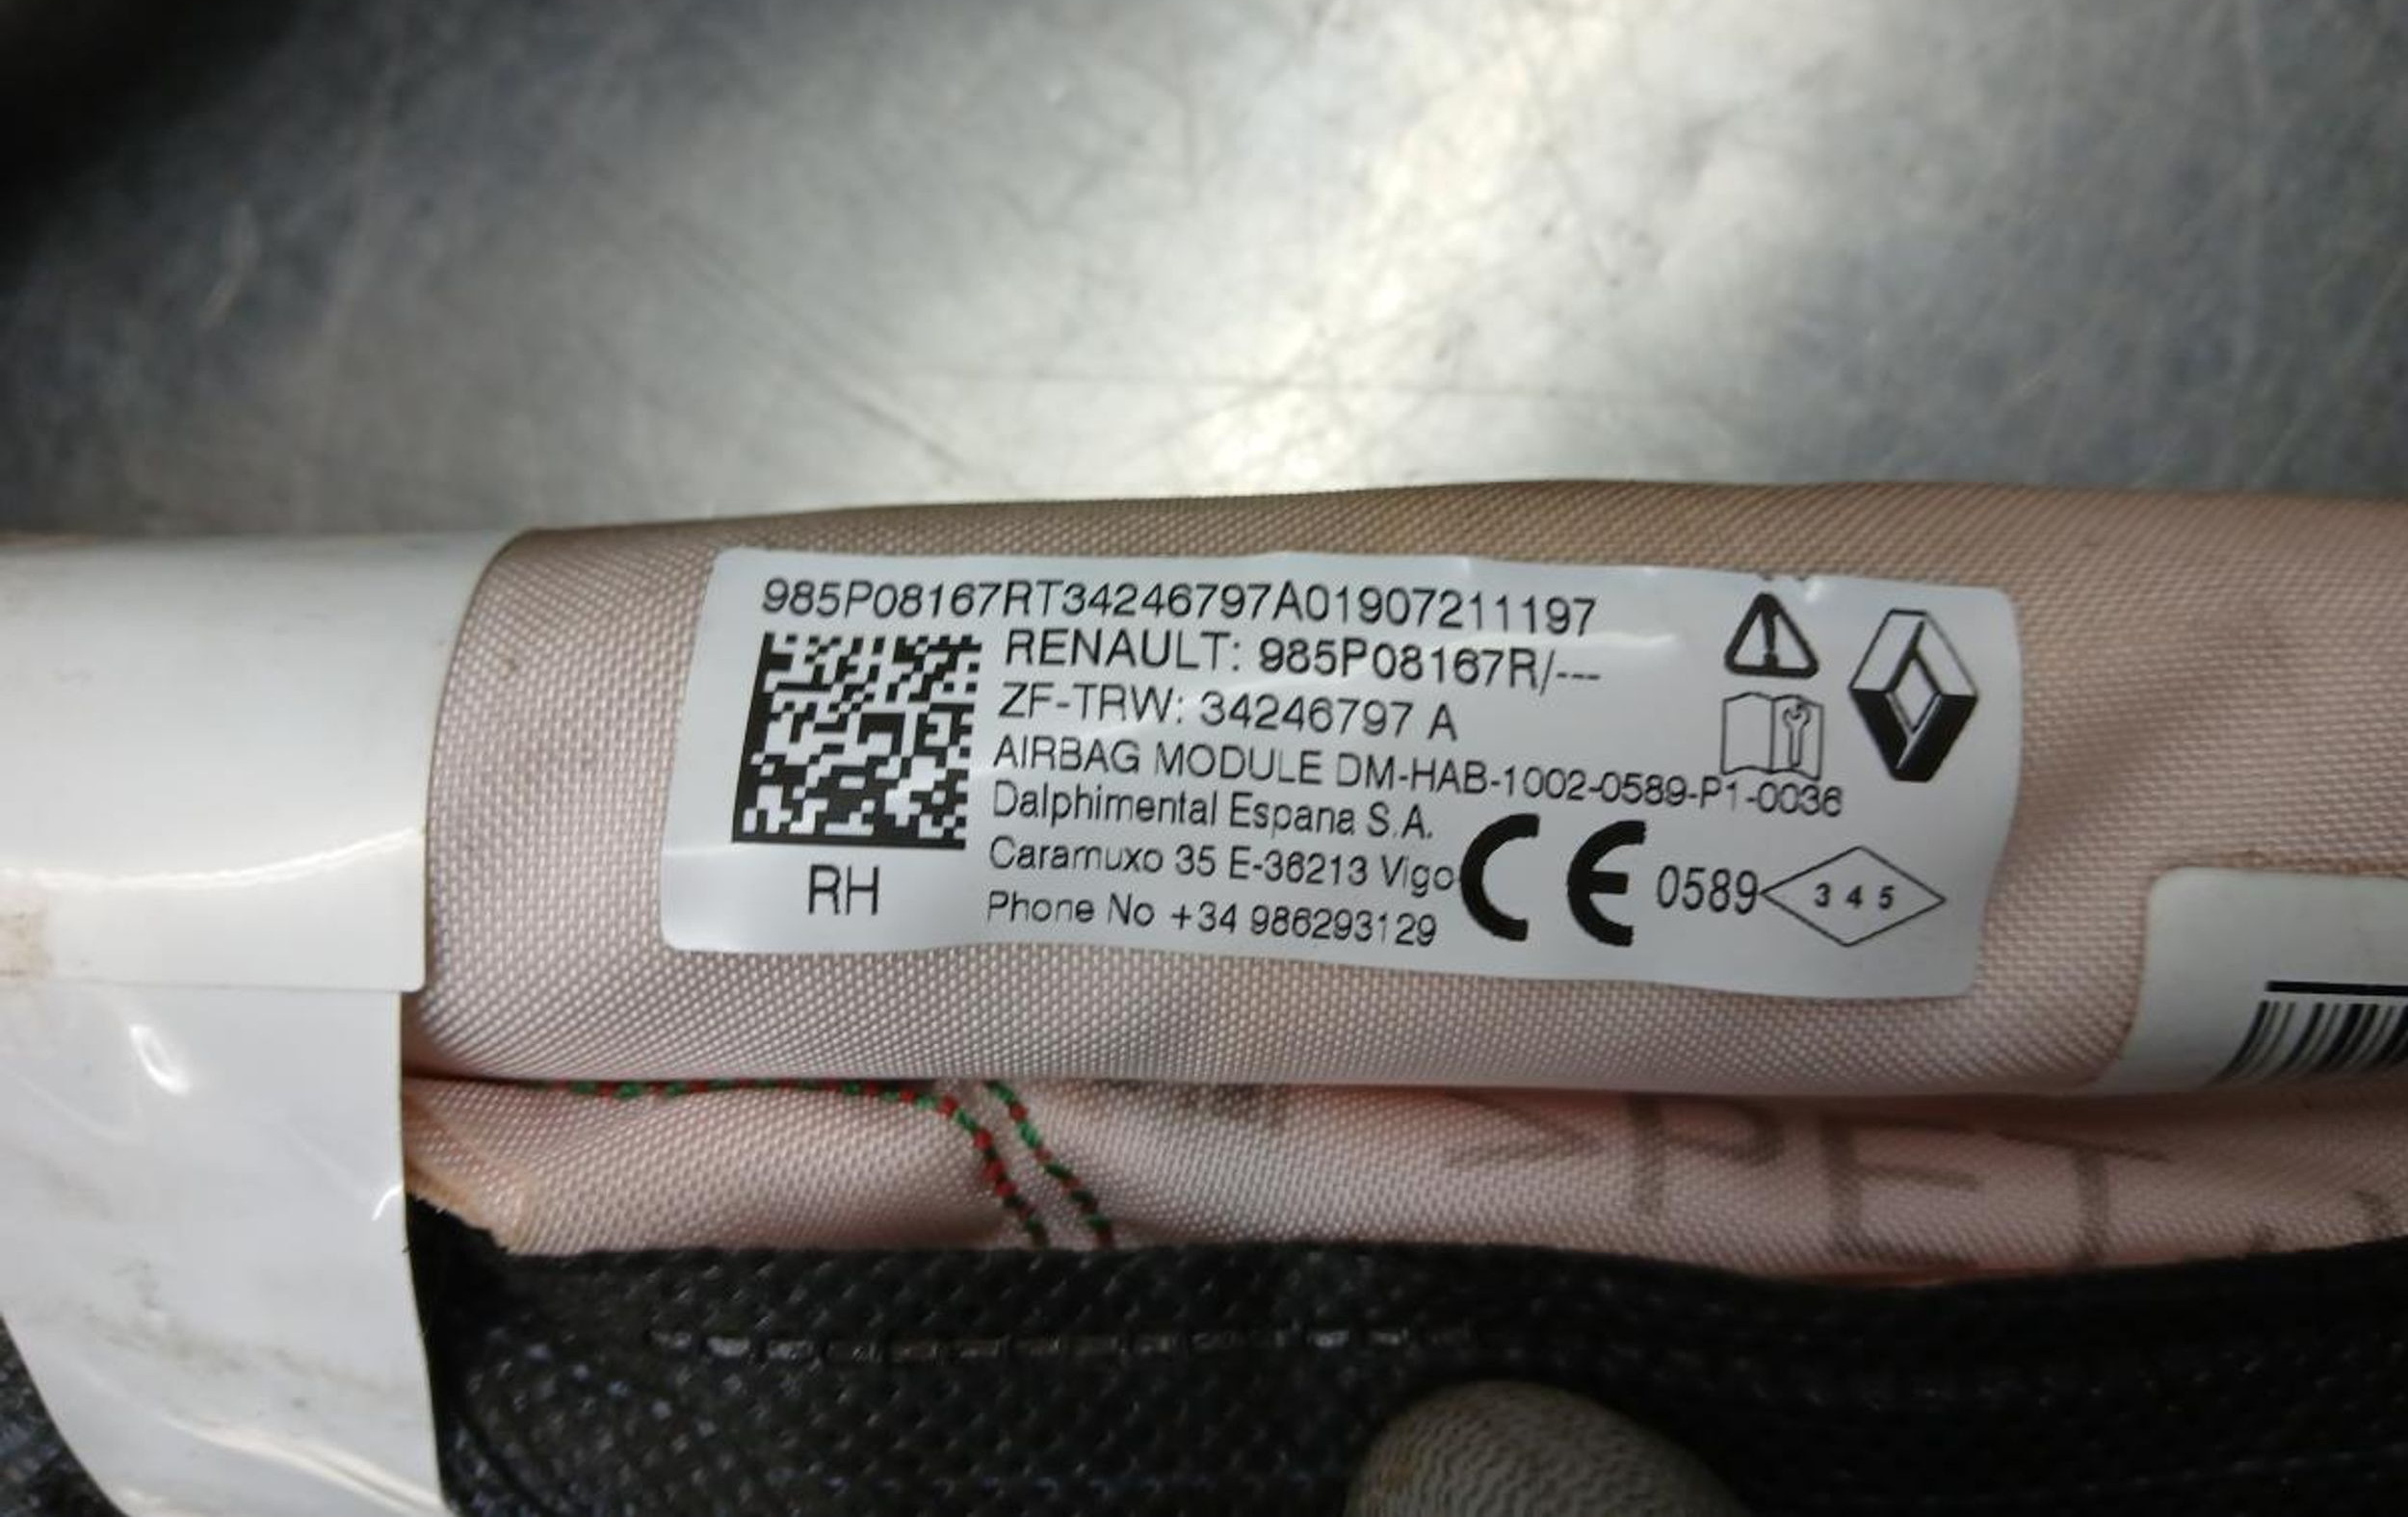 985P08167RT34246797A01907211197
RENAULT: 985P08167R/---
ZF-TRW: 34246797 A
AIRBAG MODULE DM-HAB-1002-0589-P1-0036
Dalphimental Espana S.A.
Caramuxo 35 E-36213 Vigo
Phone No +34 986293129
RH
CE 0589
3 4 5
>PET